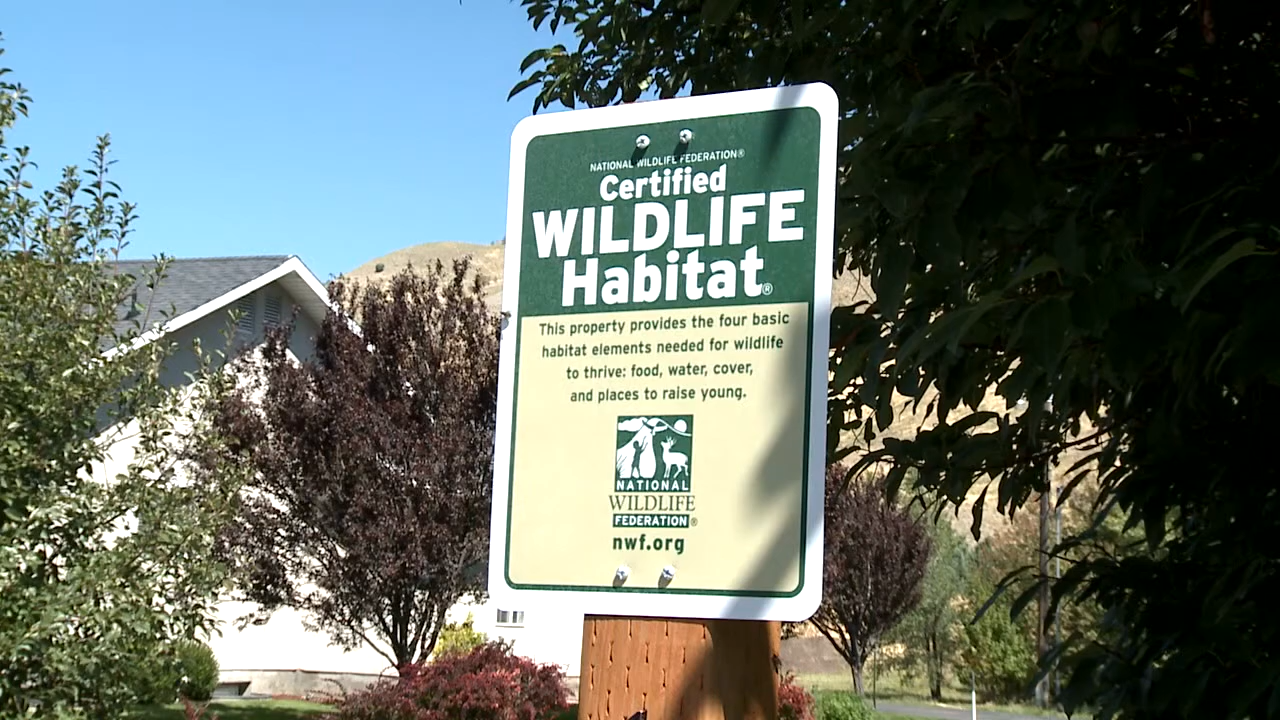 NATIONAL WILDLIFE FEDERATION®
Certified
WILDLIFE
Habitat®
This property provides the four basic
habitat elements needed for wildlife
to thrive: food, water, cover,
and places to raise young.
NATIONAL
WILDLIFE
FEDERATION®
nwf.org